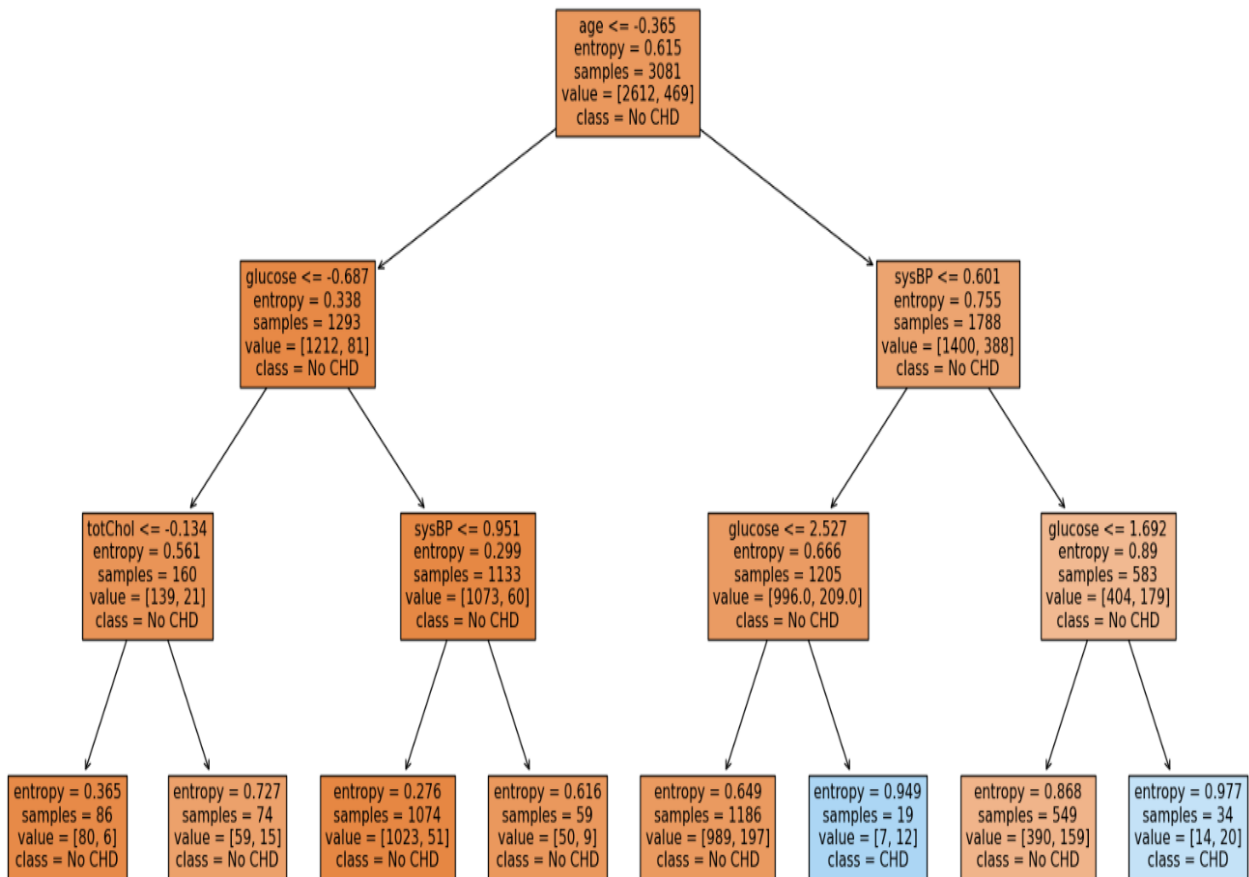 age <= -0.365
entropy = 0.615
samples = 3081
value = [2612, 469]
class = No CHD
glucose <= -0.687
entropy = 0.338
samples = 1293
value = [1212, 81]
class = No CHD
sysBP <= 0.601
entropy = 0.755
samples = 1788
value = [1400, 388]
class = No CHD
totChol <= -0.134
entropy = 0.561
samples = 160
value = [139, 21]
class = No CHD
sysBP <= 0.951
entropy = 0.299
samples = 1133
value = [1073, 60]
class = No CHD
glucose <= 2.527
entropy = 0.666
samples = 1205
value = [996.0, 209.0]
class = No CHD
glucose <= 1.692
entropy = 0.89
samples = 583
value = [404, 179]
class = No CHD
entropy = 0.365
samples = 86
value = [80, 6]
class = No CHD
entropy = 0.727
samples = 74
value = [59, 15]
class = No CHD
entropy = 0.276
samples = 1074
value = [1023, 51]
class = No CHD
entropy = 0.616
samples = 59
value = [50, 9]
class = No CHD
entropy = 0.649
samples = 1186
value = [989, 197]
class = No CHD
entropy = 0.949
samples = 19
value = [7, 12]
class = CHD
entropy = 0.868
samples = 549
value = [390, 159]
class = No CHD
entropy = 0.977
samples = 34
value = [14, 20]
class = CHD